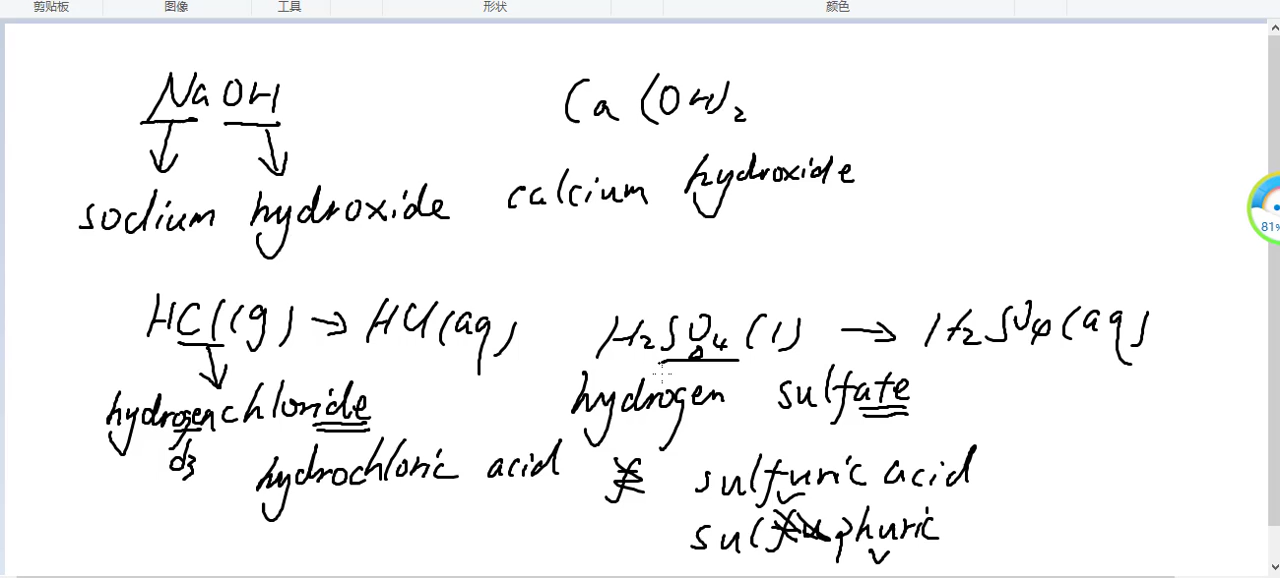 剪贴板 图像 工具 形状 颜色
NaOH Ca(OH)₂
sodium hydroxide calcium hydroxide
81%
HCl(g) → HCl(aq) H₂SO₄(l) → H₂SO₄(aq)
hydrogen chloride hydrogen sulfate
hydrochloric acid sulfuric acid
sulphuric